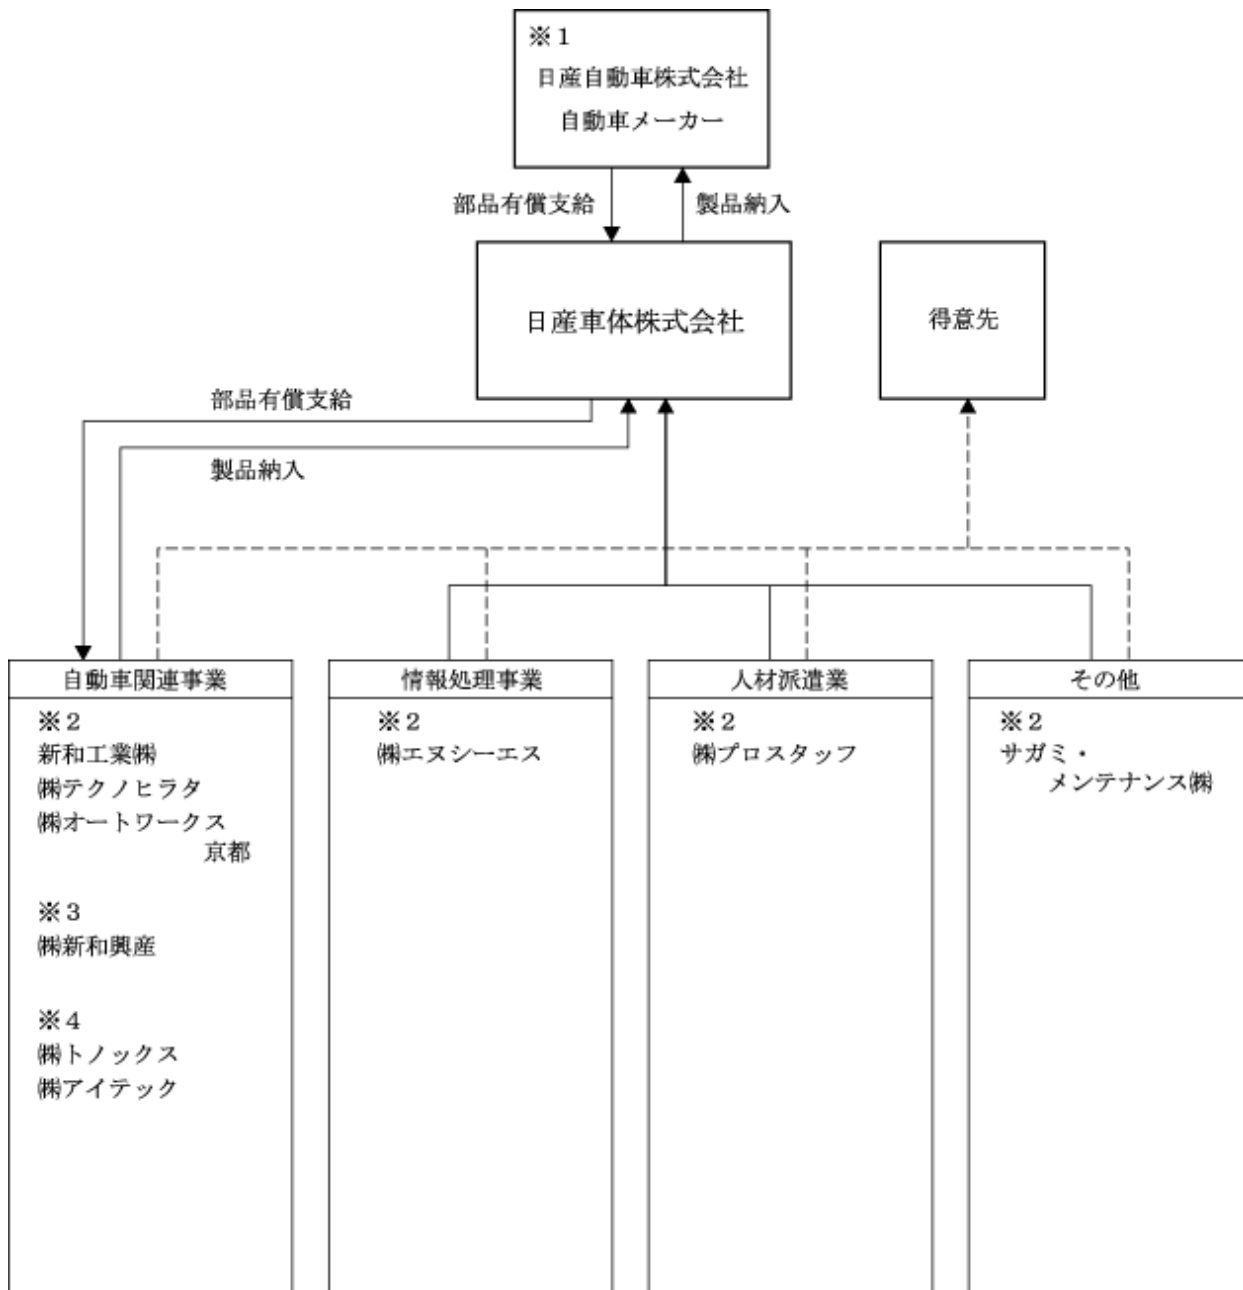 ※１
日産自動車株式会社
自動車メーカー
部品有償支給
製品納入
日産車体株式会社
得意先
部品有償支給
製品納入
自動車関連事業
※２
新和工業㈱
㈱テクノヒラタ
㈱オートワークス
京都
※３
㈱新和興産
※４
㈱トノックス
㈱アイテック
情報処理事業
※２
㈱エヌシーエス
人材派遣業
※２
㈱プロスタッフ
その他
※２
サガミ・
メンテナンス㈱